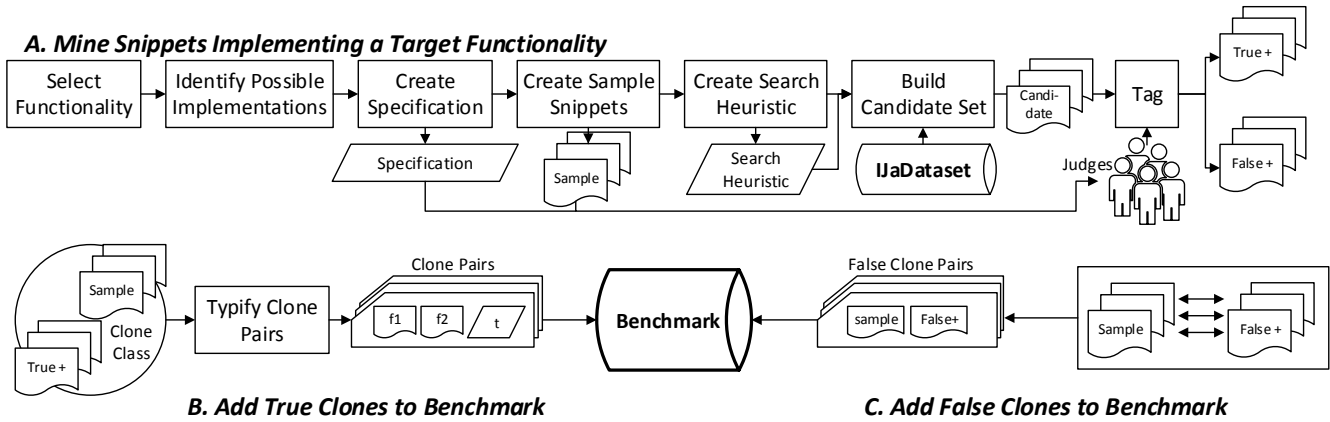 A. Mine Snippets Implementing a Target Functionality
Select
Functionality
Identify Possible
Implementations
Create
Specification
Create Sample
Snippets
Create Search
Heuristic
Build
Candidate Set
Candi-
date
Tag
True +
False +
Specification
Sample
Search
Heuristic
IJaDataset
Judges
Sample
Clone
Class
True +
Typify Clone
Pairs
Clone Pairs
f1
f2
t
Benchmark
False Clone Pairs
sample
False+
Sample
False +
B. Add True Clones to Benchmark
C. Add False Clones to Benchmark